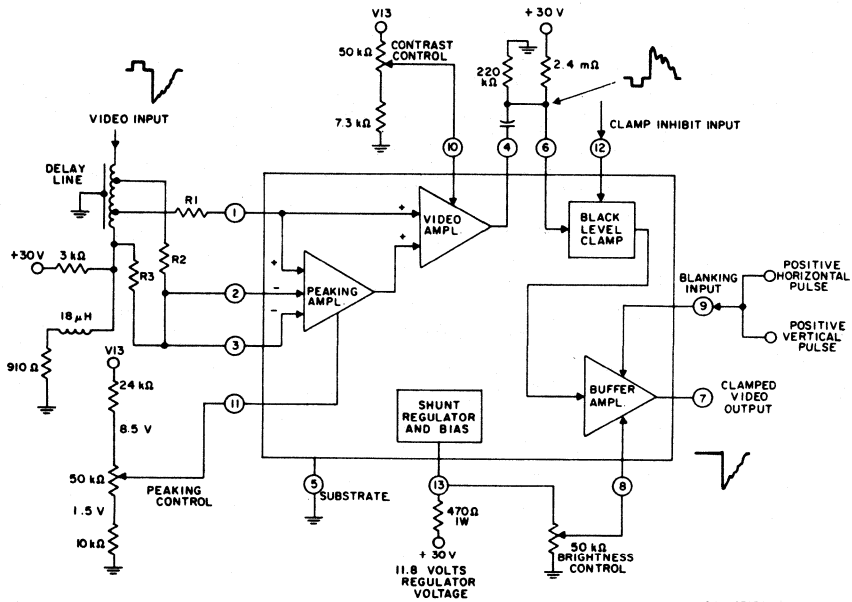 V13
+30 V
50 kΩ
CONTRAST
CONTROL
220
kΩ
2.4 mΩ
7.3 kΩ
VIDEO INPUT
CLAMP INHIBIT INPUT
10
4
6
12
DELAY
LINE
R1
1
+
VIDEO
AMPL.
+
BLACK
LEVEL
CLAMP
+30V
3 kΩ
R3
R2
+
2
−
PEAKING
AMPL.
−
3
18 μH
910 Ω
BLANKING
INPUT
9
POSITIVE
HORIZONTAL
PULSE
POSITIVE
VERTICAL
PULSE
V13
24 kΩ
8.5 V
11
SHUNT
REGULATOR
AND BIAS
BUFFER
AMPL.
7
CLAMPED
VIDEO
OUTPUT
50 kΩ
PEAKING
CONTROL
1.5 V
10kΩ
5
SUBSTRATE
13
8
470Ω
1W
+ 30 V
11.8 VOLTS
REGULATOR
VOLTAGE
50 kΩ
BRIGHTNESS
CONTROL